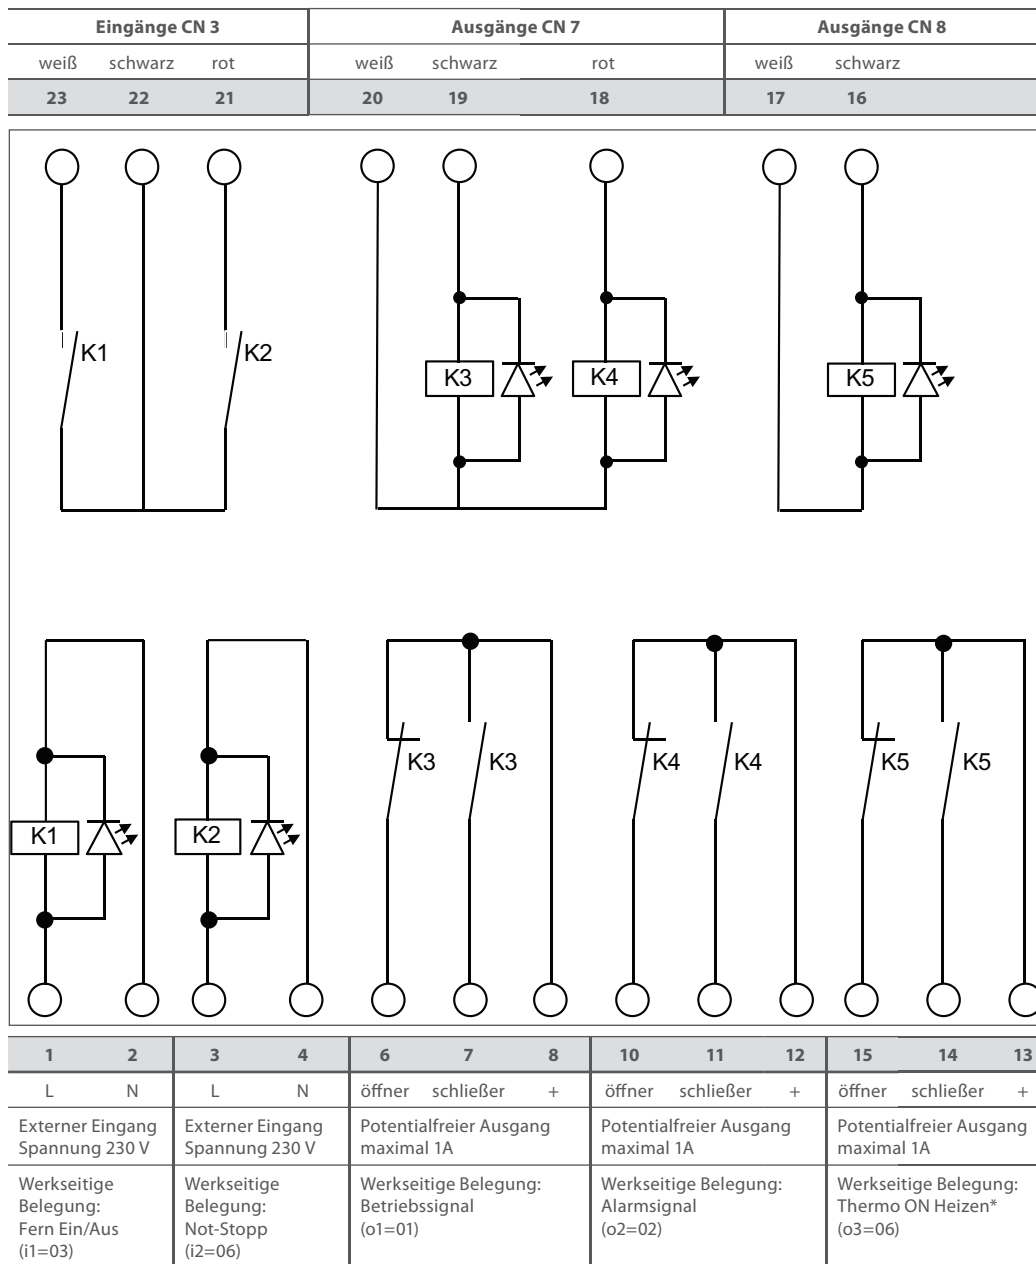 Eingänge CN 3 Ausgänge CN 7 Ausgänge CN 8
weiß schwarz rot weiß schwarz rot weiß schwarz
23 22 21 20 19 18 17 16
K1 K2 K3 K4 K5
K3 K3 K4 K4 K5 K5
K1 K2
1 2 3 4 6 7 8 10 11 12 15 14 13
L N L N öffner schließer + öffner schließer + öffner schließer +
Externer Eingang
Spannung 230 V
Externer Eingang
Spannung 230 V
Potentialfreier Ausgang
maximal 1A
Potentialfreier Ausgang
maximal 1A
Potentialfreier Ausgang
maximal 1A
Werkseitige
Belegung:
Fern Ein/Aus
(i1=03)
Werkseitige
Belegung:
Not-Stopp
(i2=06)
Werkseitige Belegung:
Betriebssignal
(o1=01)
Werkseitige Belegung:
Alarmsignal
(o2=02)
Werkseitige Belegung:
Thermo ON Heizen*
(o3=06)